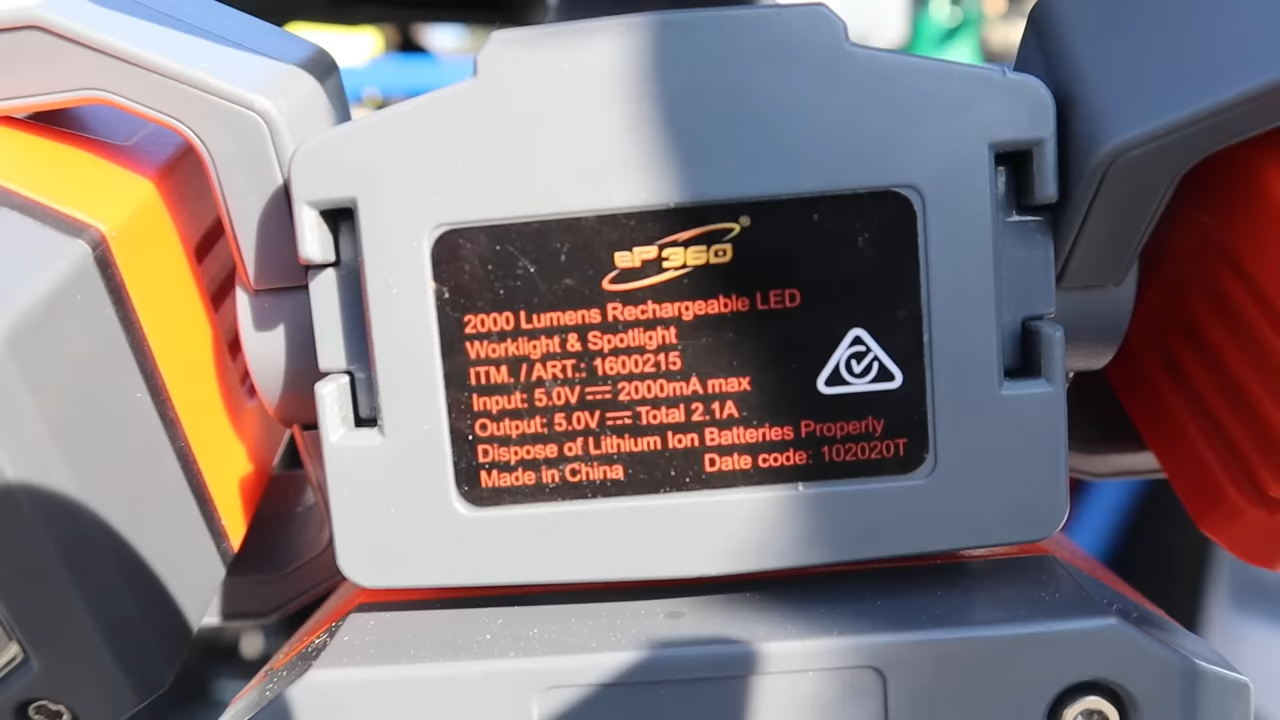 eP360®
2000 Lumens Rechargeable LED
Worklight & Spotlight
ITM. / ART.: 1600215
Input: 5.0V ⎓ 2000mA max
Output: 5.0V ⎓ Total 2.1A
Dispose of Lithium Ion Batteries Properly
Made in China Date code: 102020T